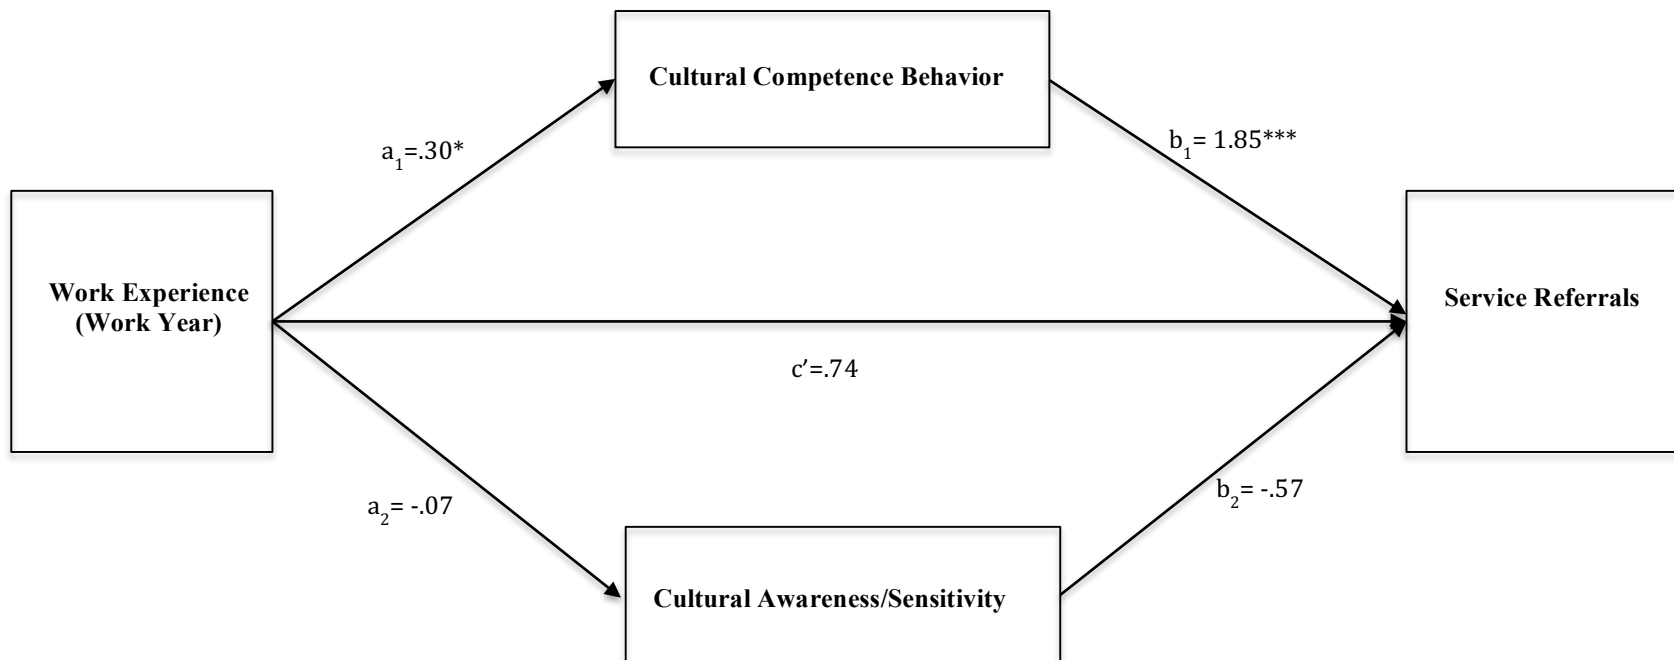 Cultural Competence Behavior
a₁=.30*
b₁= 1.85***
Work Experience
(Work Year)
Service Referrals
c’=.74
a₂= -.07
b₂= -.57
Cultural Awareness/Sensitivity